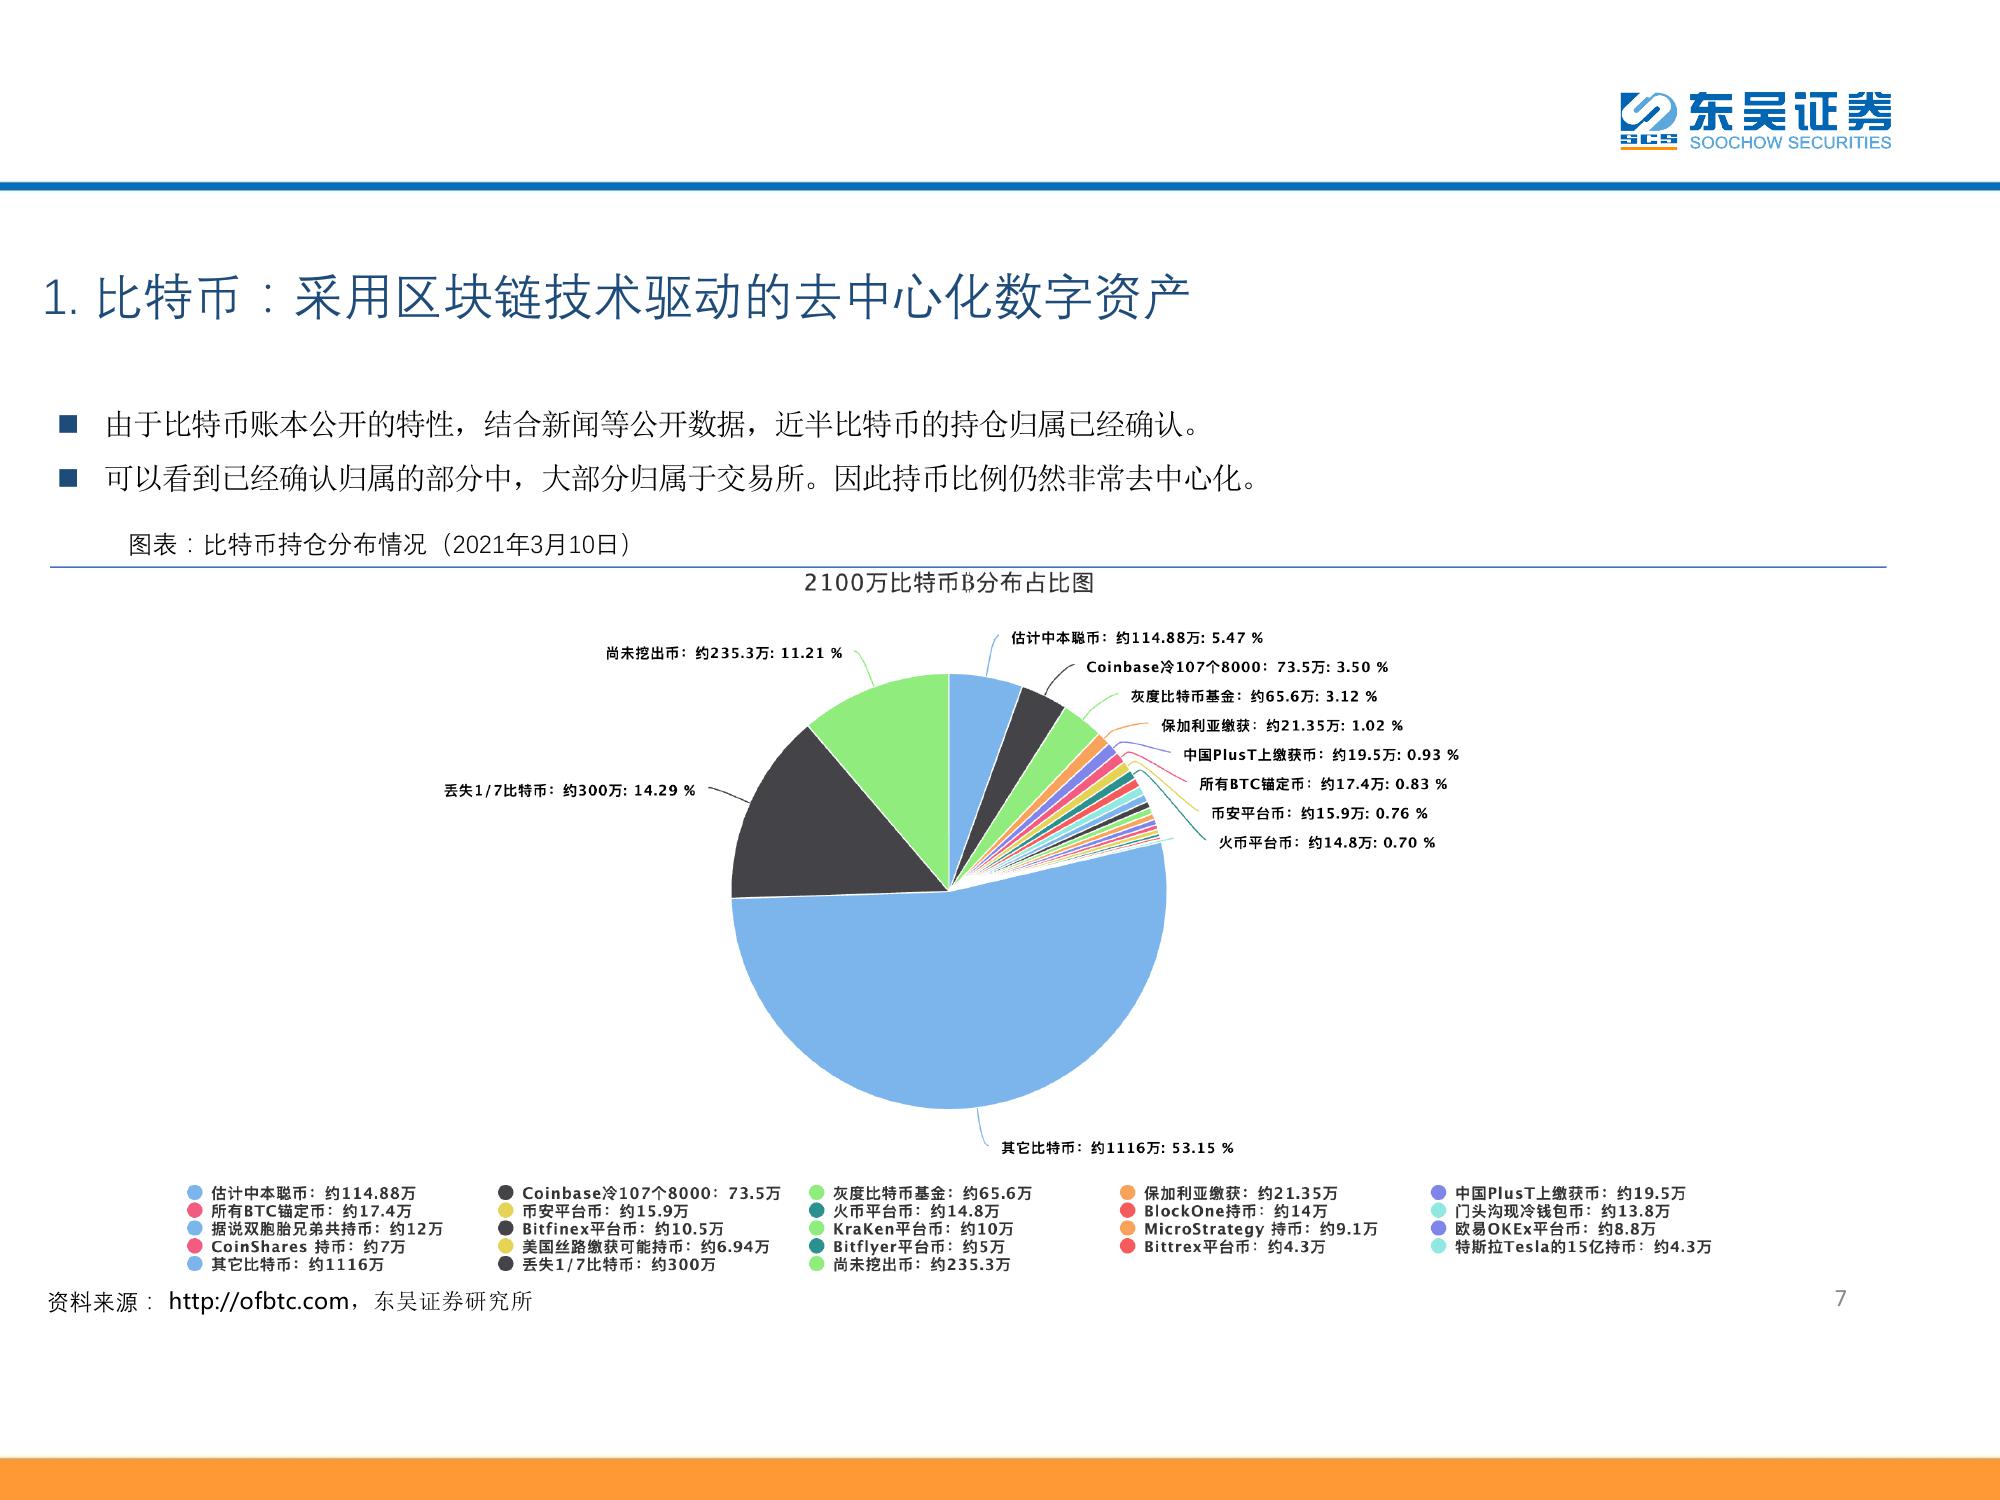 东吴证券
SCS
SOOCHOW SECURITIES
1. 比特币：采用区块链技术驱动的去中心化数字资产
由于比特币账本公开的特性，结合新闻等公开数据，近半比特币的持仓归属已经确认。
可以看到已经确认归属的部分中，大部分归属于交易所。因此持币比例仍然非常去中心化。
图表：比特币持仓分布情况（2021年3月10日）
2100万比特币฿分布占比图
估计中本聪币：约114.88万: 5.47 %
尚未挖出币：约235.3万: 11.21 %
Coinbase冷107个8000：73.5万: 3.50 %
灰度比特币基金：约65.6万: 3.12 %
保加利亚缴获：约21.35万: 1.02 %
中国PlusT上缴获币：约19.5万: 0.93 %
所有BTC锚定币：约17.4万: 0.83 %
丢失1/7比特币：约300万: 14.29 %
币安平台币：约15.9万: 0.76 %
火币平台币：约14.8万: 0.70 %
其它比特币：约1116万: 53.15 %
估计中本聪币：约114.88万 Coinbase冷107个8000：73.5万 灰度比特币基金：约65.6万 保加利亚缴获：约21.35万 中国PlusT上缴获币：约19.5万
所有BTC锚定币：约17.4万 币安平台币：约15.9万 火币平台币：约14.8万 BlockOne持币：约14万 门头沟现冷钱包币：约13.8万
据说双胞胎兄弟共持币：约12万 Bitfinex平台币：约10.5万 KraKen平台币：约10万 MicroStrategy 持币：约9.1万 欧易OKEx平台币：约8.8万
CoinShares 持币：约7万 美国丝路缴获可能持币：约6.94万 Bitflyer平台币：约5万 Bittrex平台币：约4.3万 特斯拉Tesla的15亿持币：约4.3万
其它比特币：约1116万 丢失1/7比特币：约300万 尚未挖出币：约235.3万
资料来源： http://ofbtc.com，东吴证券研究所
7